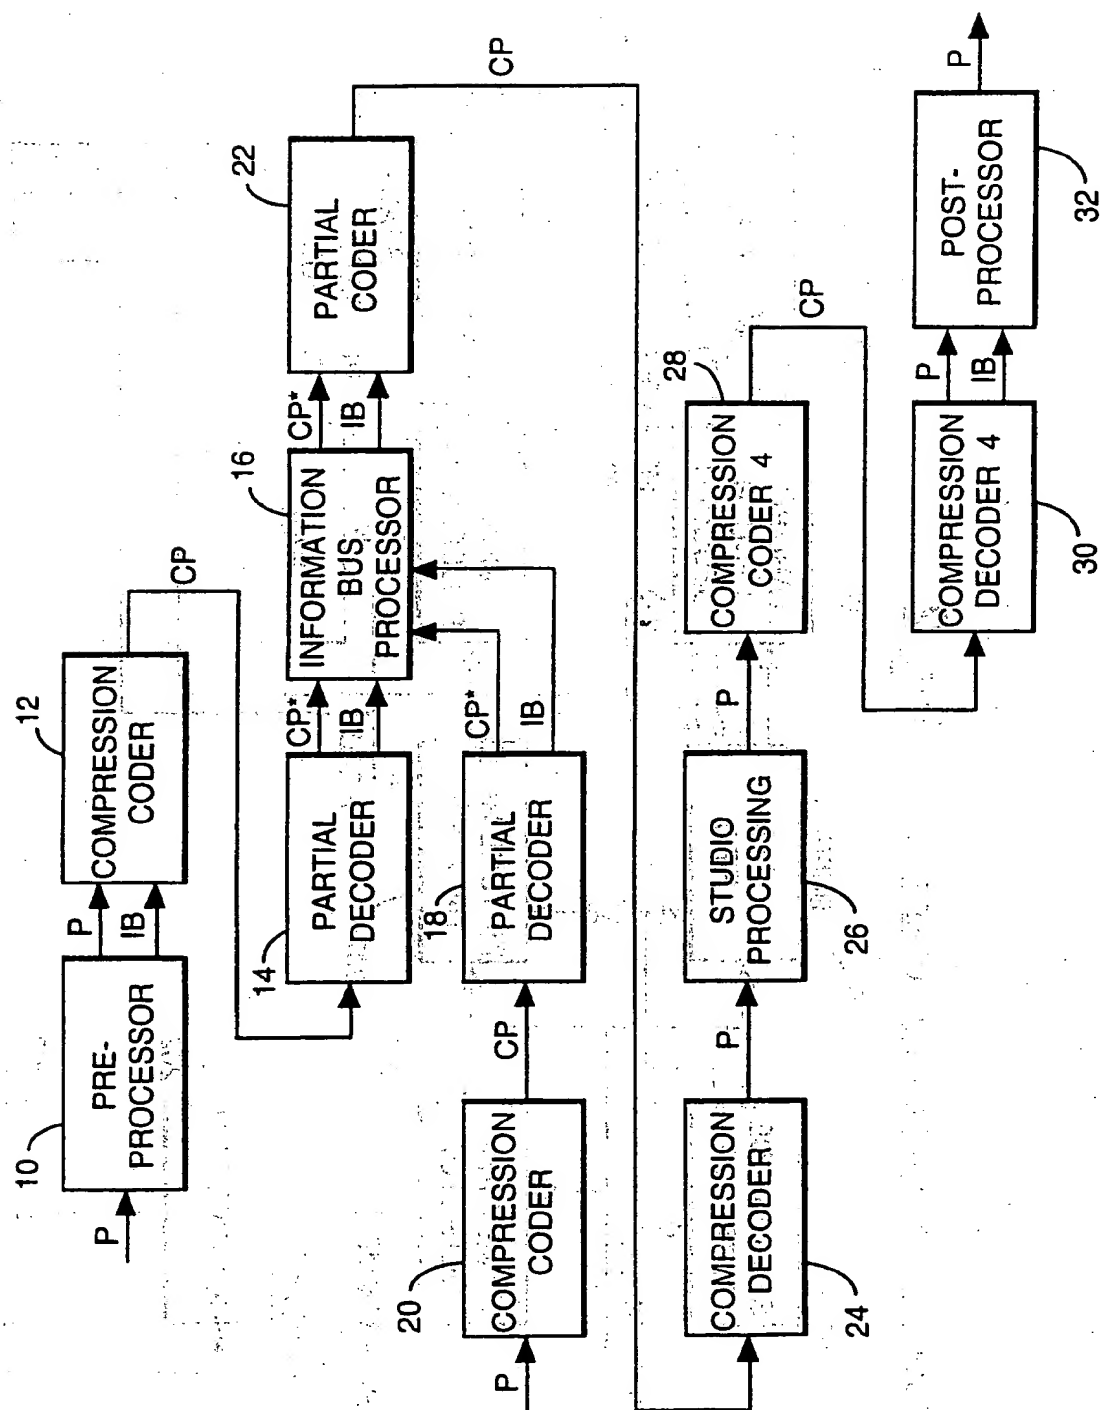 P
10
PRE-
PROCESSOR
P
IB
12
COMPRESSION
CODER
CP
14
PARTIAL
DECODER
CP*
IB
16
INFORMATION
BUS
PROCESSOR
CP*
IB
22
PARTIAL
CODER
CP
P
20
COMPRESSION
CODER
CP
18
PARTIAL
DECODER
CP*
IB
COMPRESSION
DECODER
24
P
STUDIO
PROCESSING
26
P
28
COMPRESSION
CODER 4
CP
COMPRESSION
DECODER 4
30
P
IB
POST-
PROCESSOR
32
P